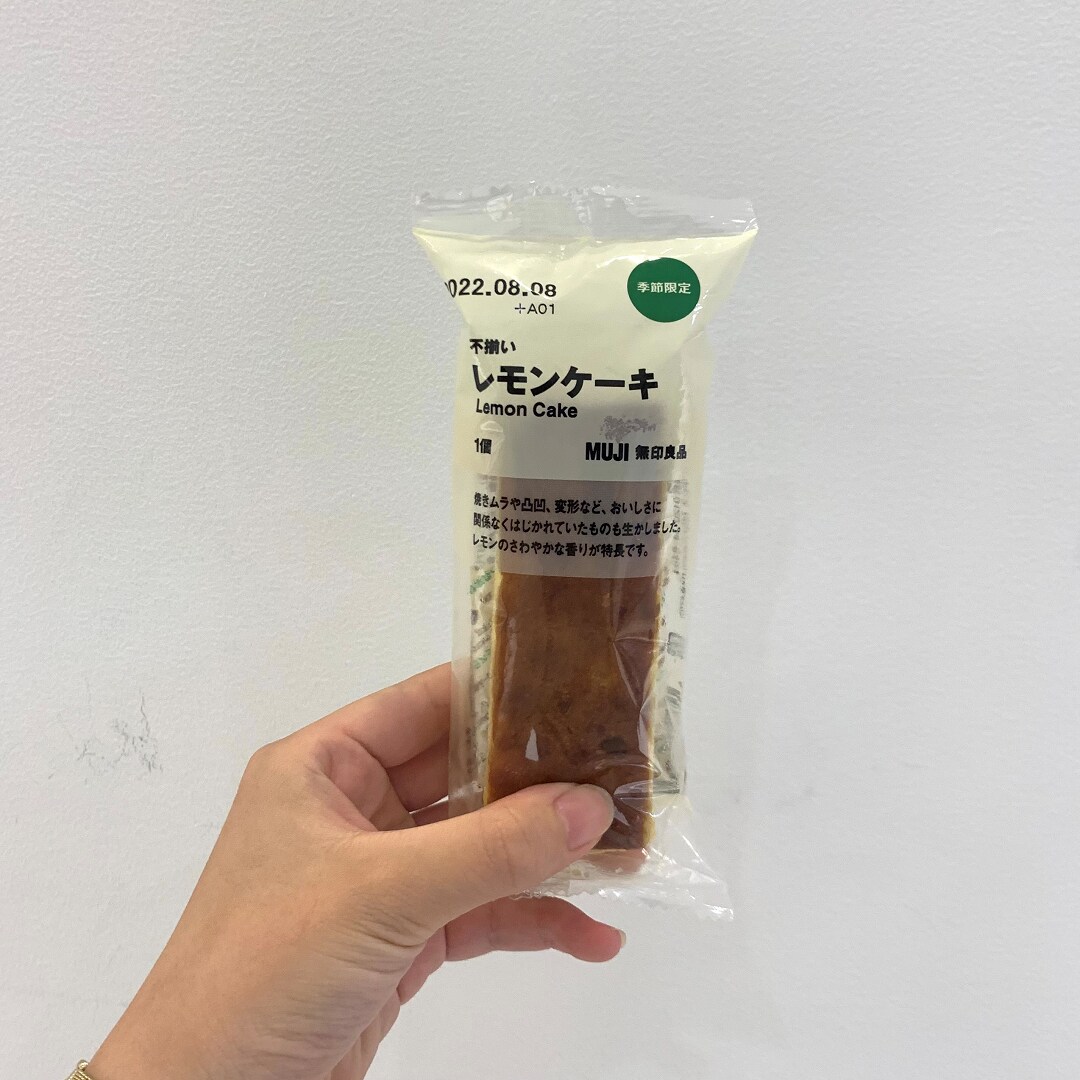 022.08.08
季節限定
+A01
不揃い
レモンケーキ
Lemon Cake
1個
MUJI 無印良品
焼きムラや凸凹、変形など、おいしさに
関係なくはじかれていたものも生かしました。
レモンのさわやかな香りが特長です。